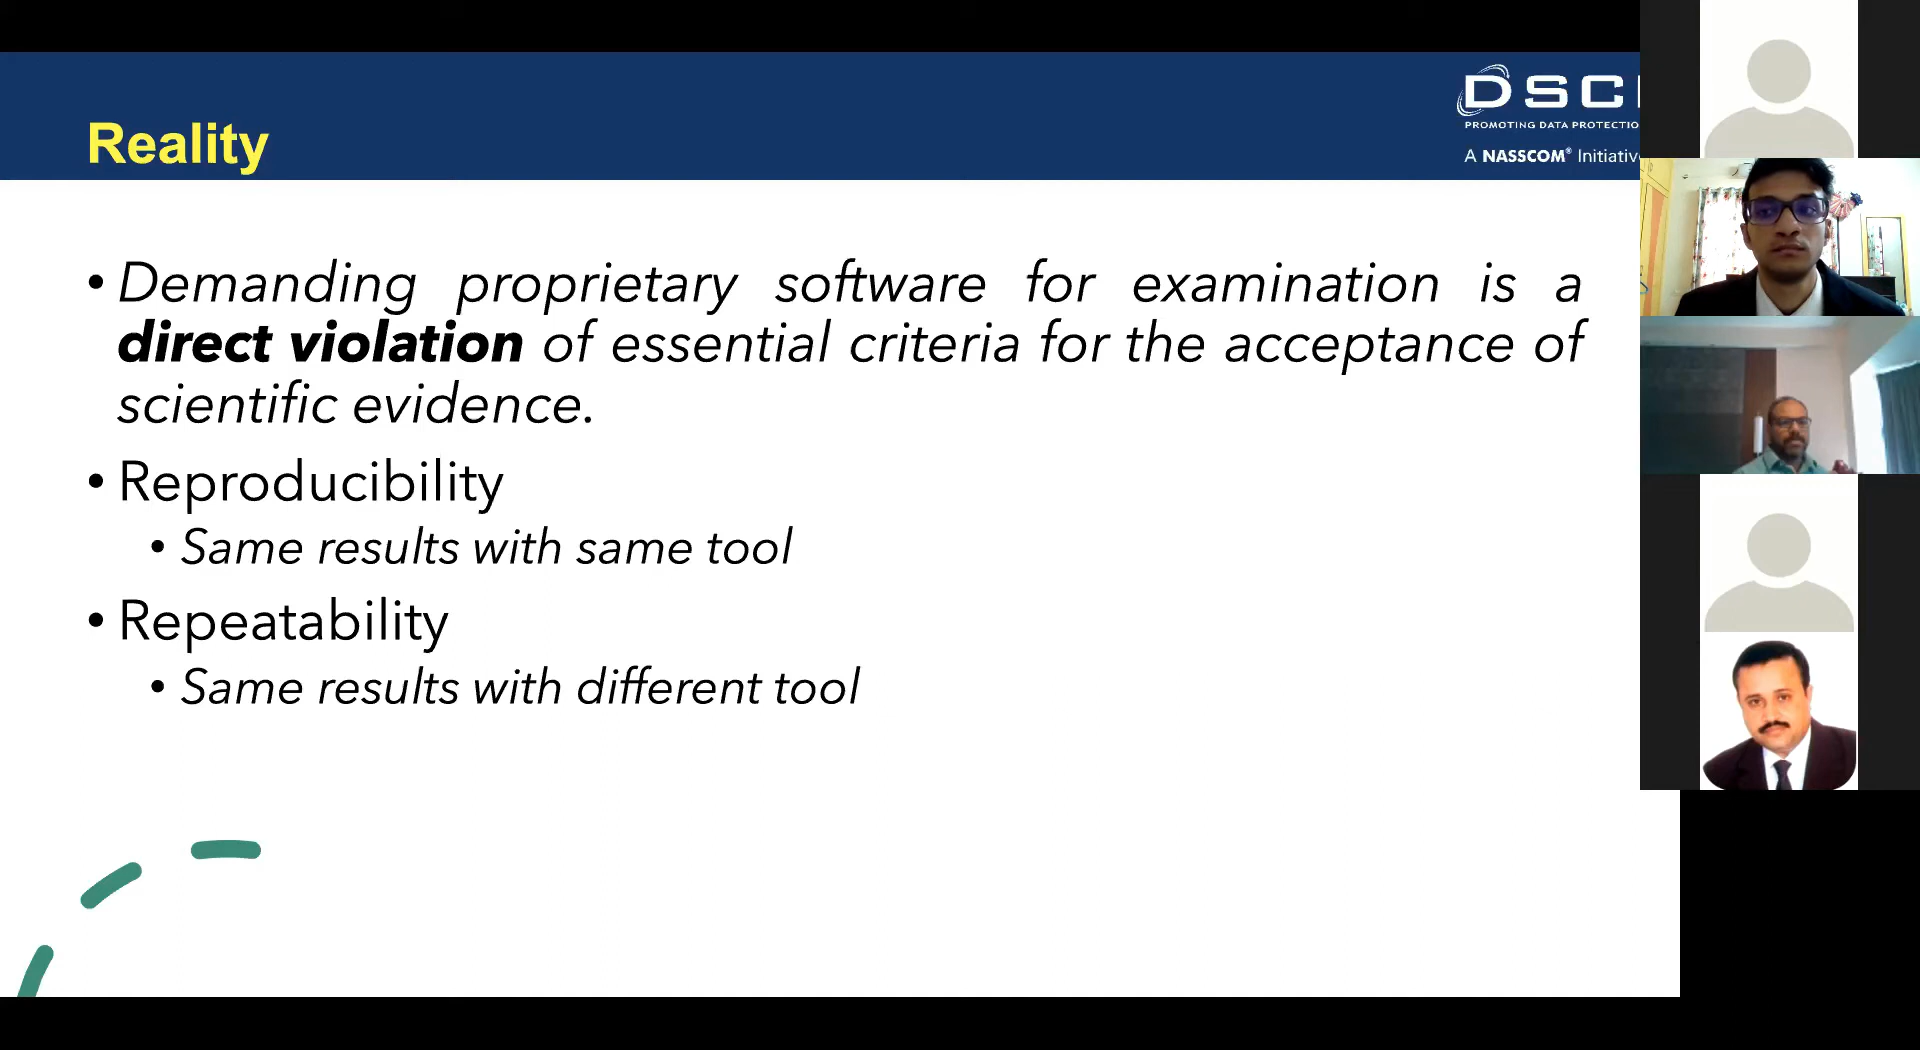 Reality
DSC
PROMOTING DATA PROTECTIO
A NASSCOM® Initiativ
• Demanding proprietary software for examination is a
direct violation of essential criteria for the acceptance of
scientific evidence.
• Reproducibility
• Same results with same tool
• Repeatability
• Same results with different tool